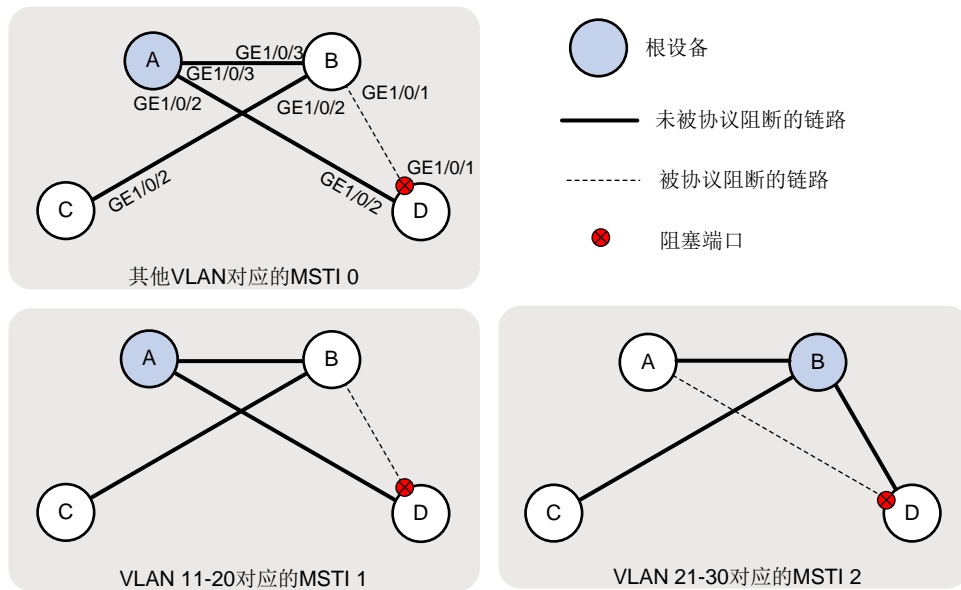 A
B
C
D
GE1/0/3
GE1/0/3
GE1/0/2
GE1/0/2
GE1/0/1
GE1/0/1
GE1/0/2
GE1/0/2
其他VLAN对应的MSTI 0
根设备
未被协议阻断的链路
被协议阻断的链路
阻塞端口
A
B
C
D
VLAN 11-20对应的MSTI 1
A
B
C
D
VLAN 21-30对应的MSTI 2